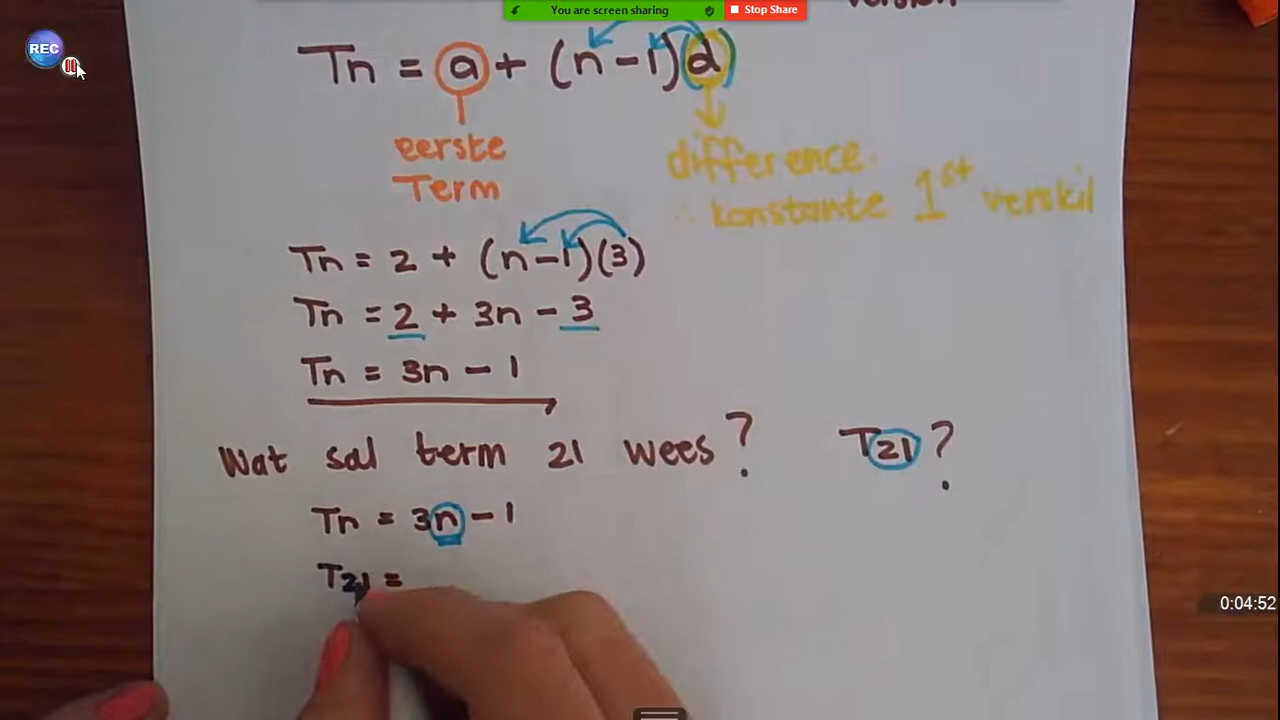 You are screen sharing Stop Share
REC
Tn = a + (n-1)(d)
eerste
Term
difference.
∴ konstante 1st verskil
Tn = 2 + (n-1)(3)
Tn = 2 + 3n - 3
Tn = 3n - 1
Wat sal term 21 wees? T21?
Tn = 3n - 1
T21 =
0:04:52